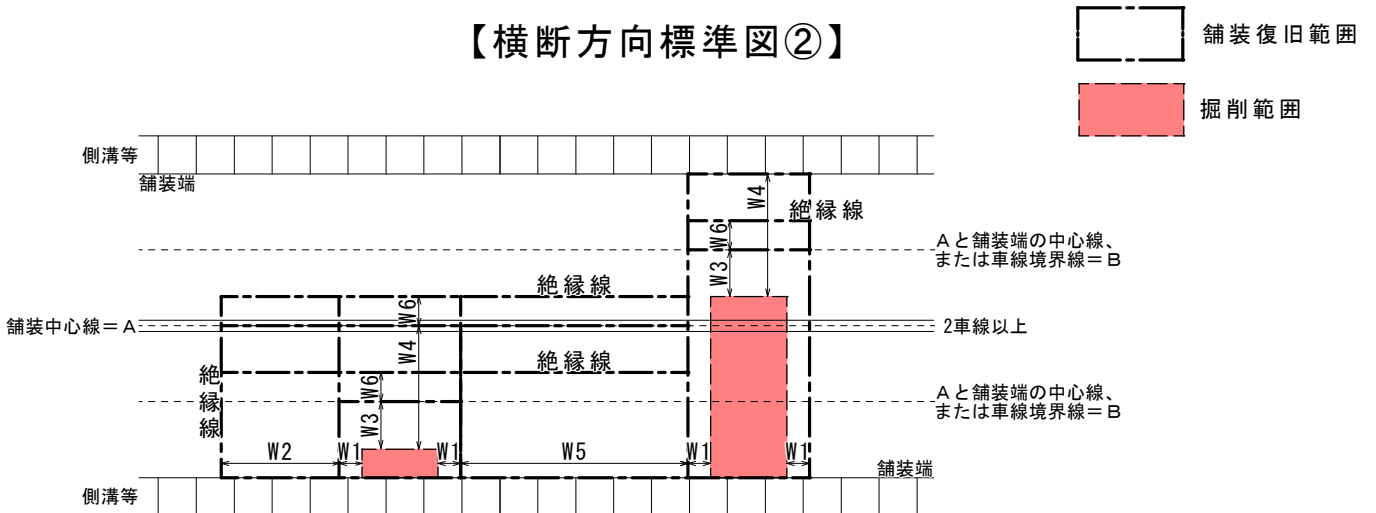 【横断方向標準図②】
舗装復旧範囲
掘削範囲
側溝等
舗装端
W4
絶縁線
W6
Aと舗装端の中心線、
または車線境界線=B
W3
絶縁線
W6
舗装中心線=A
2車線以上
W4
絶縁線
絶縁線
W6
Aと舗装端の中心線、
または車線境界線=B
W3
W2
W1
W1
W5
W1
W1
舗装端
側溝等